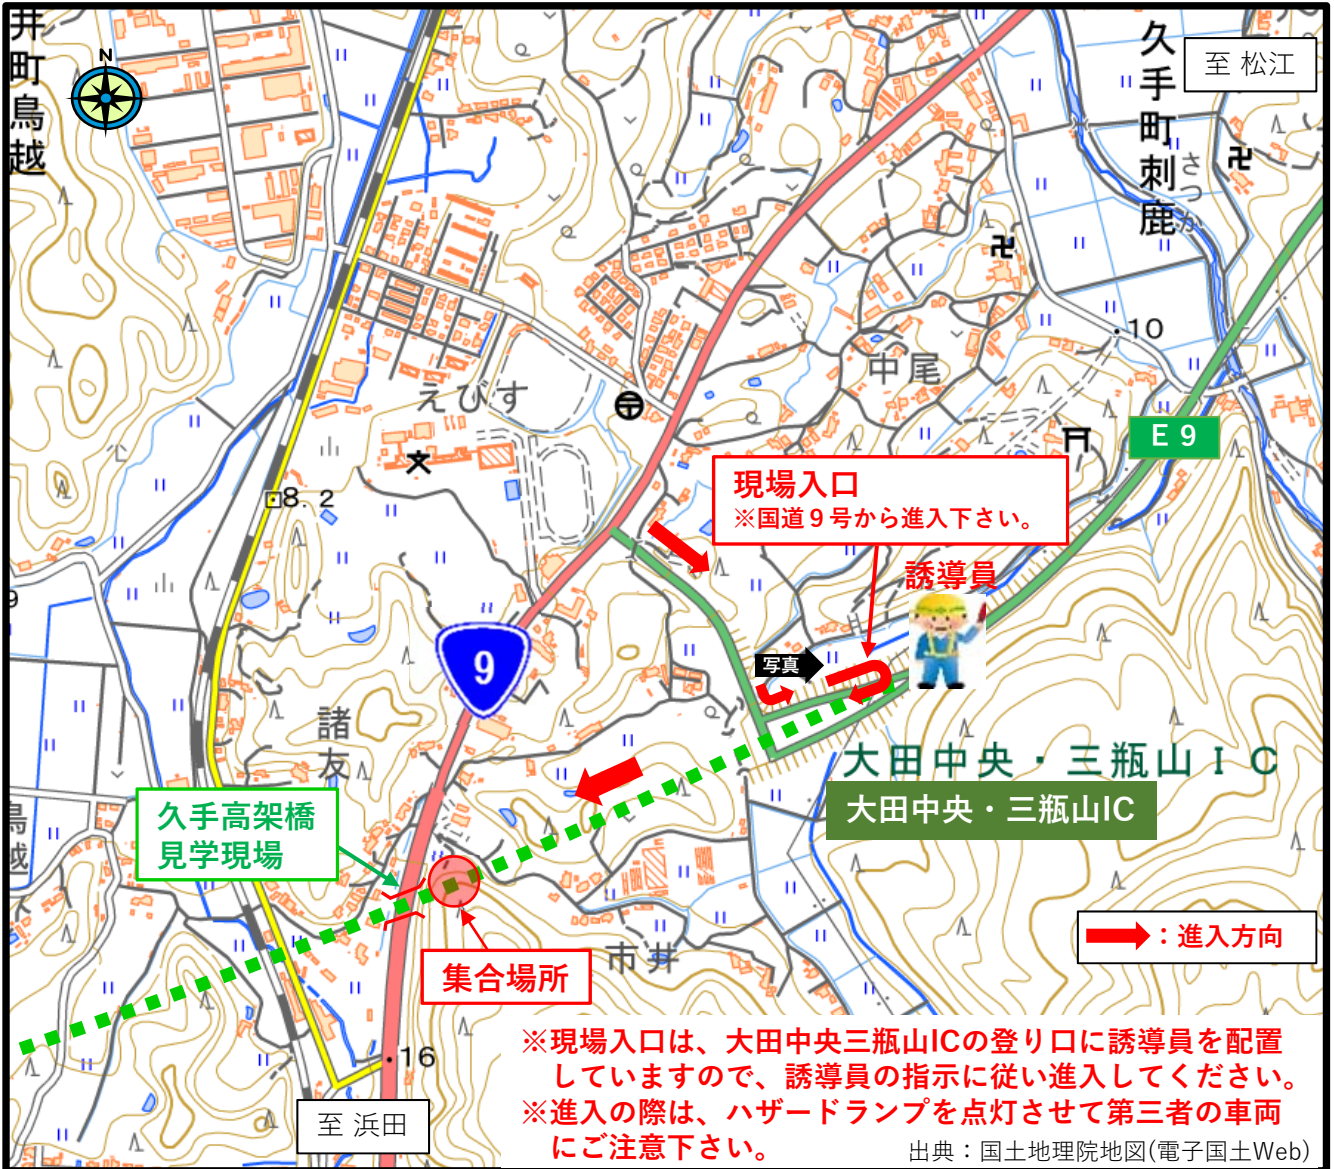 井町鳥越
N
久手町刺鹿
さつか
至 松江
10
中尾
えびす
E 9
8.2
現場入口
※国道９号から進入下さい。
誘導員
9
写真
諸友
大田中央・三瓶山ＩＣ
大田中央・三瓶山IC
久手高架橋
見学現場
鳥越
集合場所
市井
：進入方向
16
至 浜田
※現場入口は、大田中央三瓶山ICの登り口に誘導員を配置
していますので、誘導員の指示に従い進入してください。
※進入の際は、ハザードランプを点灯させて第三者の車両
にご注意下さい。
出典：国土地理院地図(電子国土Web)